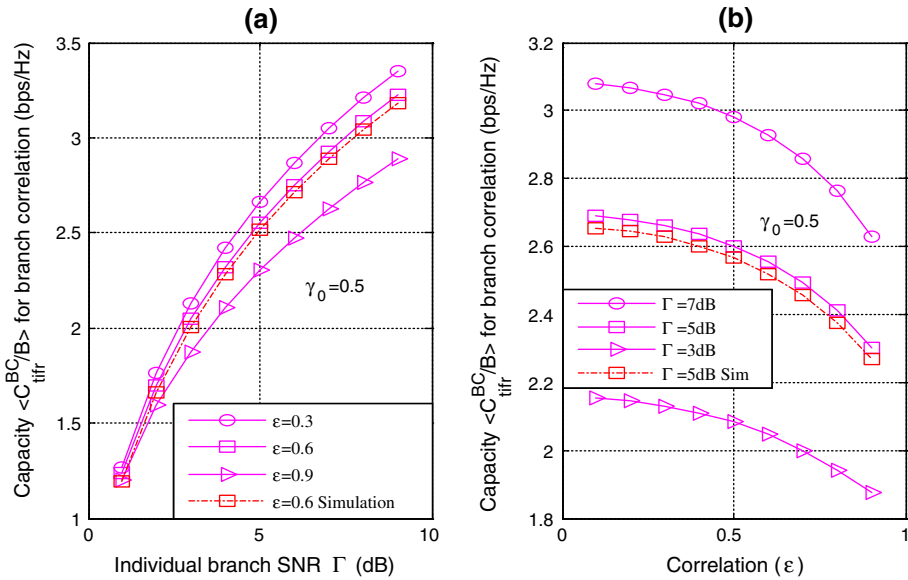 (a)
Capacity <C^BC_tifr/B> for branch correlation (bps/Hz)
3.5
3
2.5
2
1.5
1
0
5
10
Individual branch SNR Γ (dB)
γ_0=0.5
ε=0.3
ε=0.6
ε=0.9
ε=0.6 Simulation
(b)
Capacity <C^BC_tifr/B> for branch correlation (bps/Hz)
3.2
3
2.8
2.6
2.4
2.2
2
1.8
0
0.5
1
Correlation (ε)
γ_0=0.5
Γ=7dB
Γ=5dB
Γ=3dB
Γ=5dB Sim